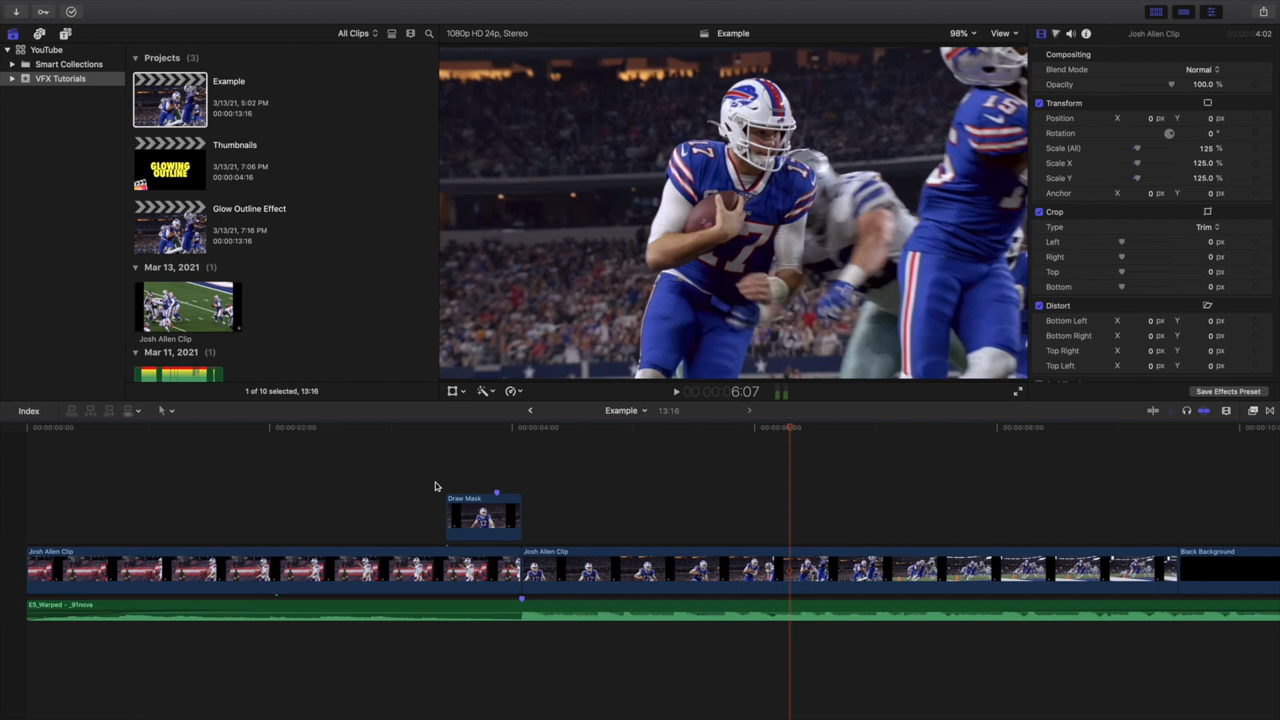 All Clips
1080p HD 24p, Stereo
Example
98%
View
Josh Allen Clip
4:02
YouTube
Smart Collections
VFX Tutorials
Projects (3)
Example
3/13/21, 5:02 PM
00:00:13:16
Thumbnails
3/13/21, 7:06 PM
00:00:04:16
GLOWING
OUTLINE
Glow Outline Effect
3/13/21, 7:16 PM
00:00:13:16
Mar 13, 2021 (1)
Josh Allen Clip
Mar 11, 2021 (1)
1 of 10 selected, 13:16
17
17
15
Compositing
Blend Mode Normal
Opacity 100.0 %
Transform
Position X 0 px Y 0 px
Rotation 0 °
Scale (All) 125 %
Scale X 125.0 %
Scale Y 125.0 %
Anchor X 0 px Y 0 px
Crop
Type Trim
Left 0 px
Right 0 px
Top 0 px
Bottom 0 px
Distort
Bottom Left X 0 px Y 0 px
Bottom Right X 0 px Y 0 px
Top Right X 0 px Y 0 px
Top Left X 0 px Y 0 px
00:00:00 6:07
Save Effects Preset
Index
Example 13:16
00:00:00:00
00:00:02:00
00:00:04:00
00:00:06:00
00:00:08:00
Draw Mask
Josh Allen Clip
Josh Allen Clip
Black Background
ES_Warped - _91nova